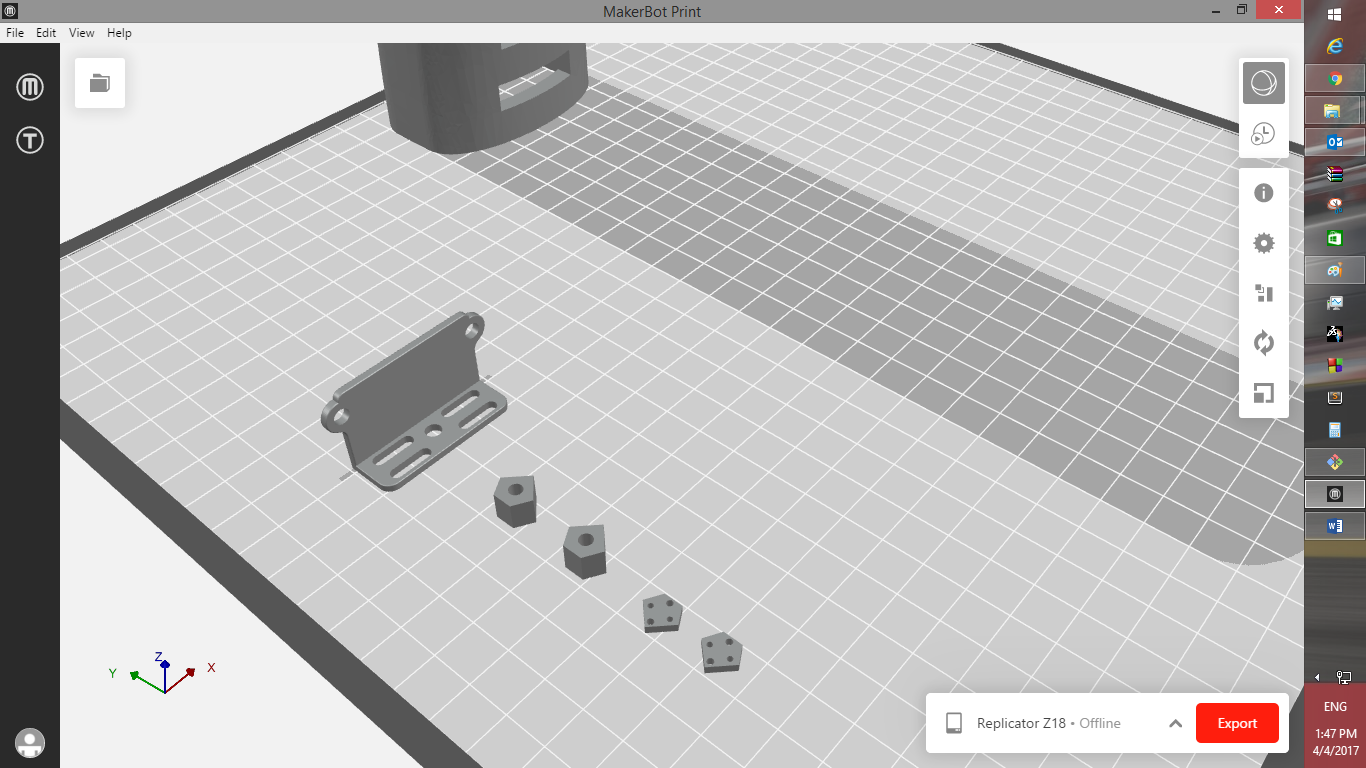 MakerBot Print
File Edit View Help
T
Z
Y
X
Replicator Z18 • Offline
Export
ENG
1:47 PM
4/4/2017